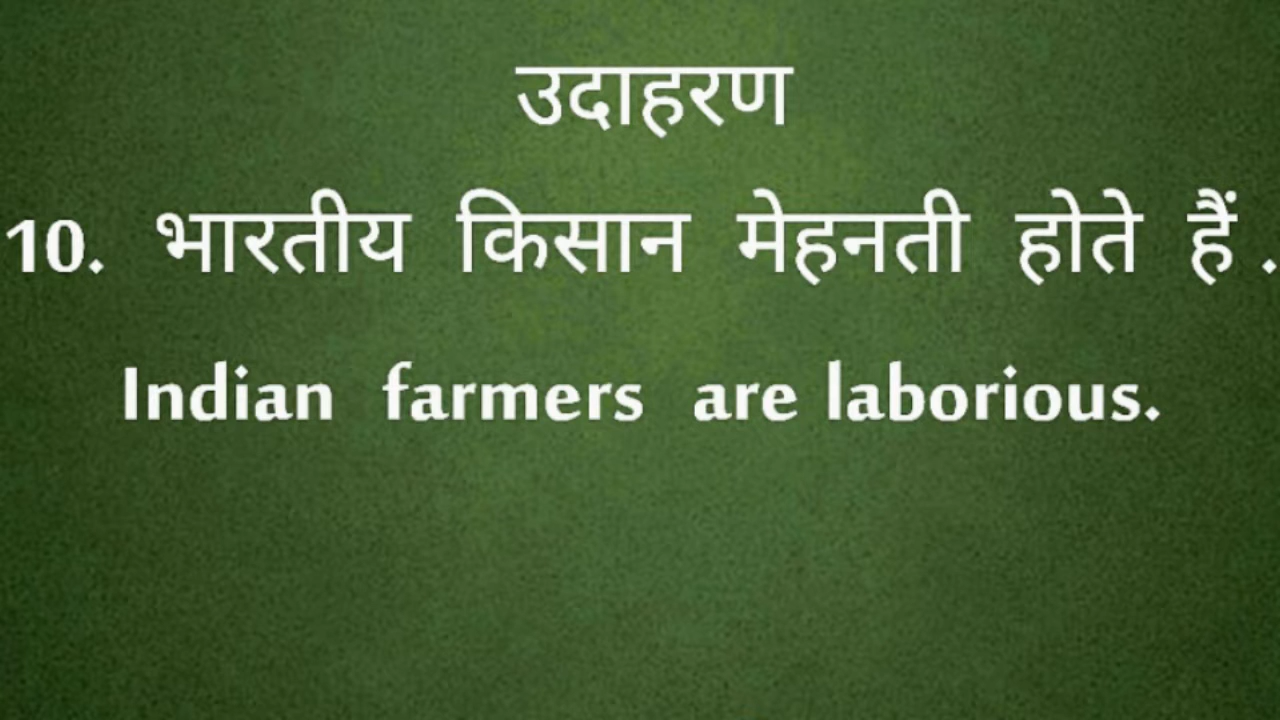 उदाहरण
10. भारतीय किसान मेहनती होते हैं .
Indian farmers are laborious.